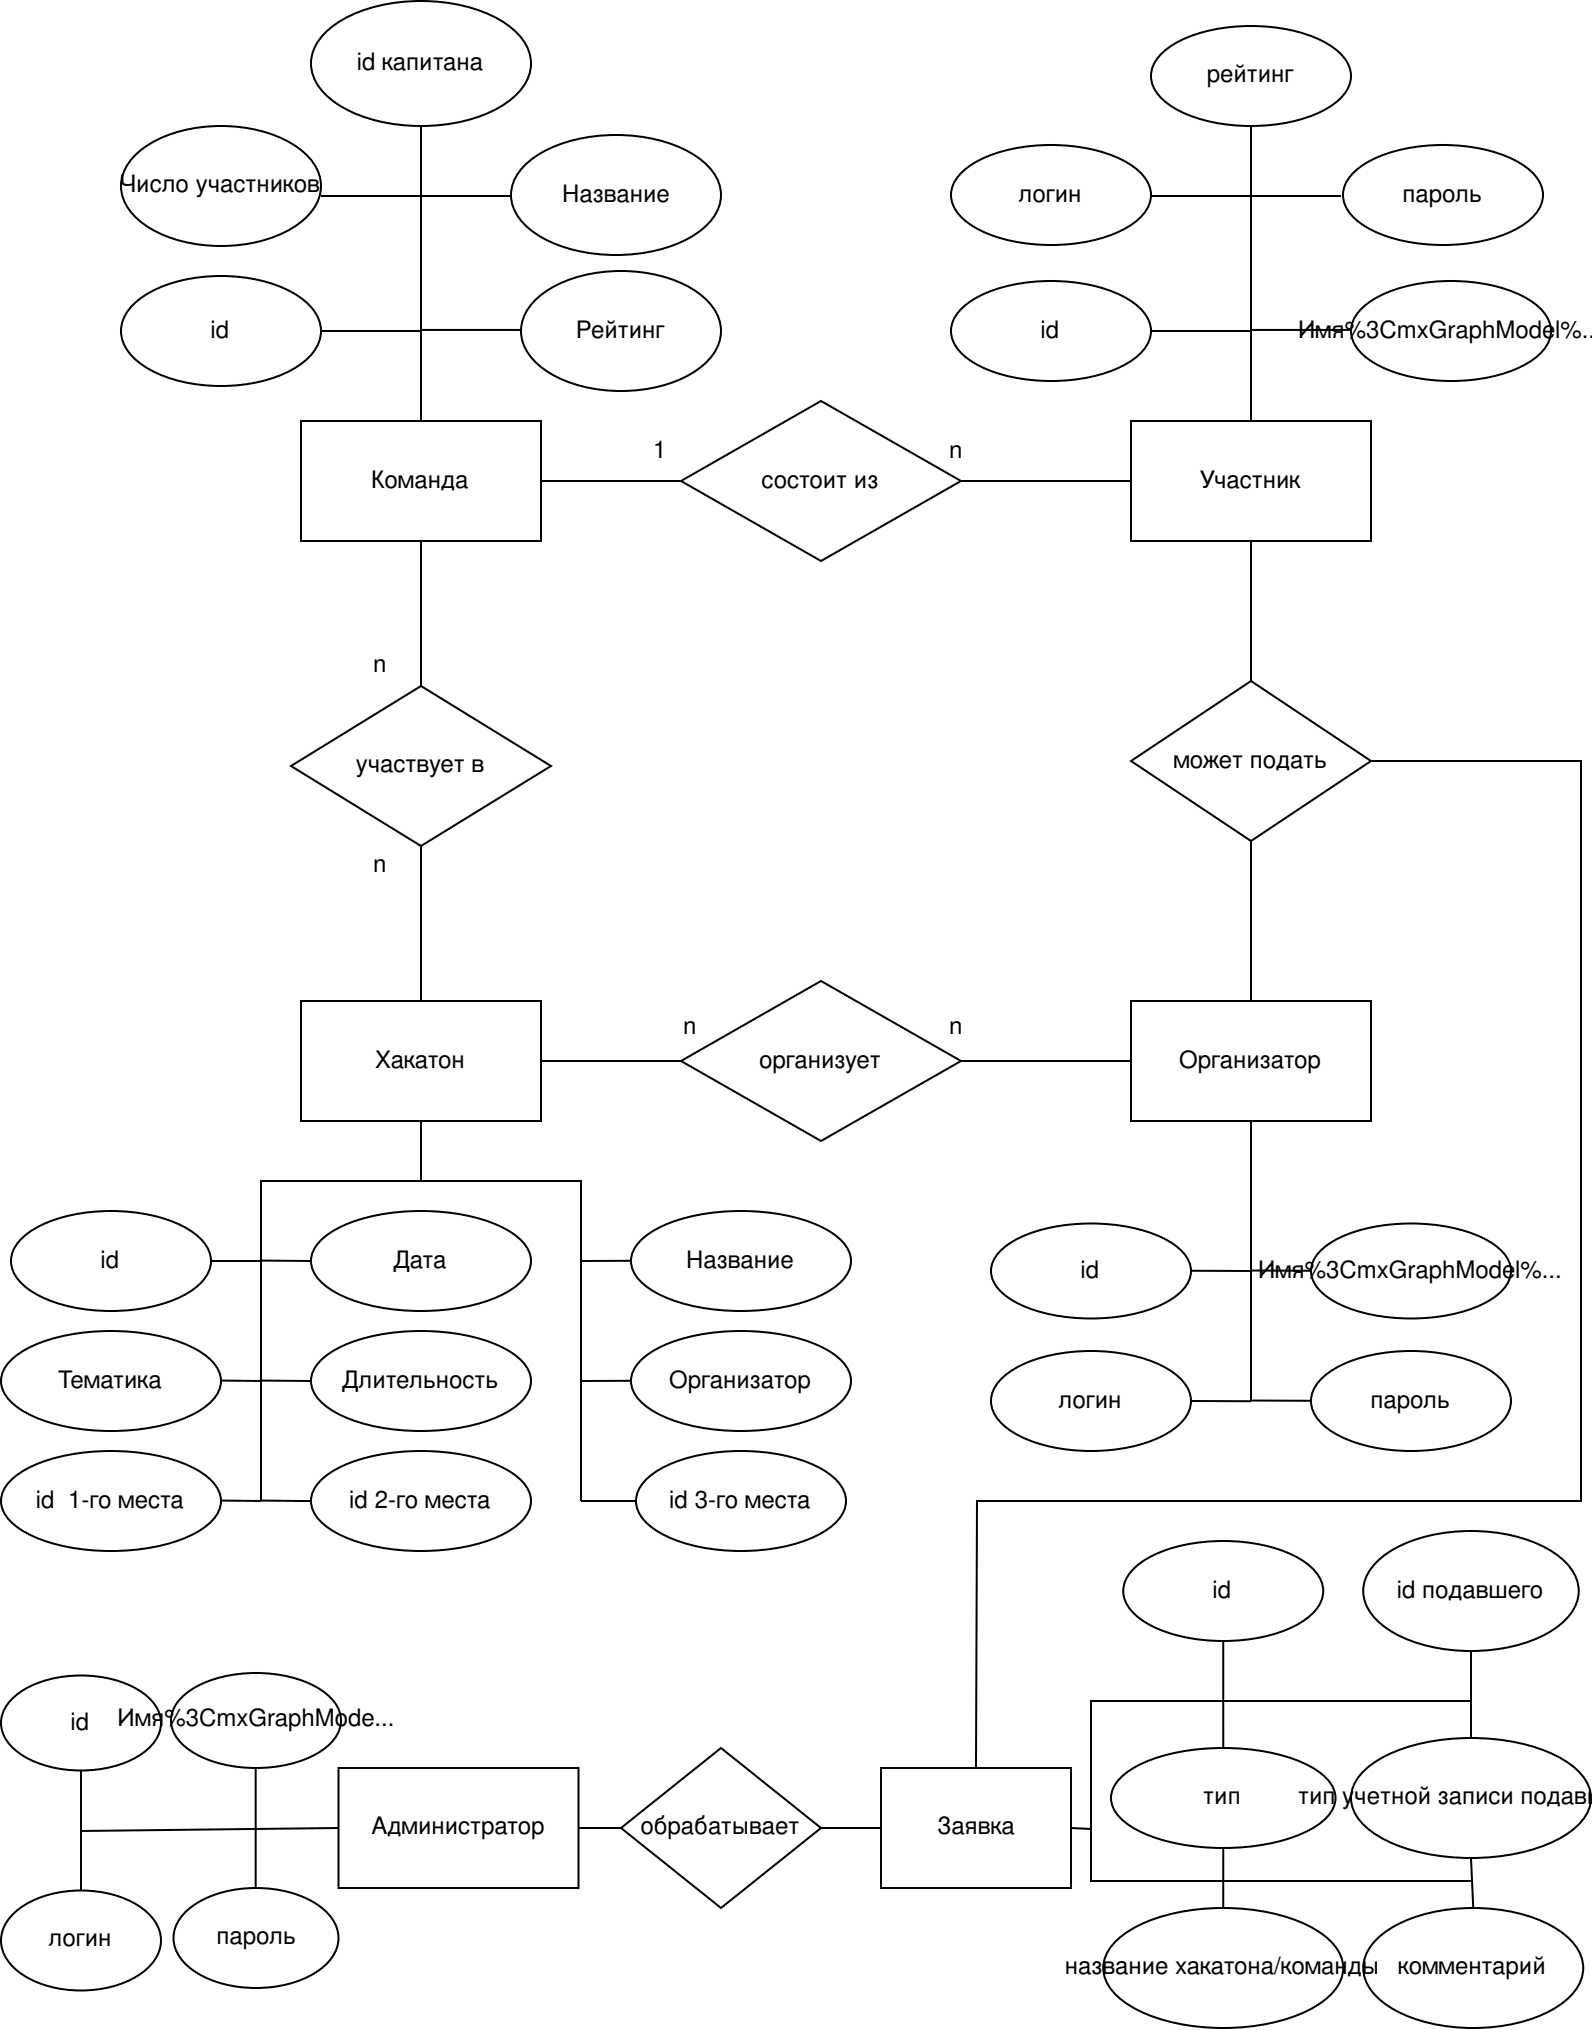 id капитана
рейтинг
Число участников
Название
логин
пароль
id
Рейтинг
id
Имя%3CmxGraphModel%...
1
n
Команда
состоит из
Участник
n
участвует в
может подать
n
n
n
Хакатон
организует
Организатор
id
Дата
Название
id
Имя%3CmxGraphModel%...
Тематика
Длительность
Организатор
логин
пароль
id  1-го места
id 2-го места
id 3-го места
id
id подавшего
id
Имя%3CmxGraphMode...
тип
тип учетной записи подав
Администратор
обрабатывает
Заявка
логин
пароль
название хакатона/команды
комментарий